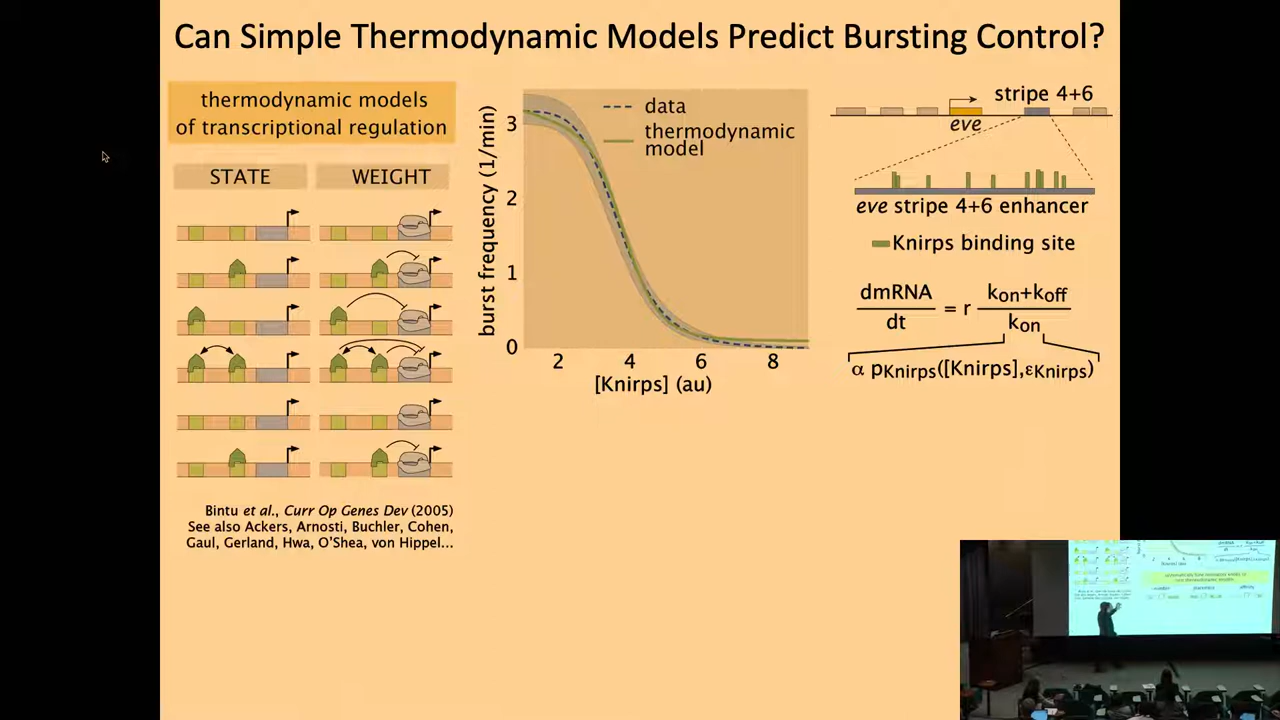 Can Simple Thermodynamic Models Predict Bursting Control?
thermodynamic models
of transcriptional regulation
STATE
WEIGHT
Bintu et al., Curr Op Genes Dev (2005)
See also Ackers, Arnosti, Buchler, Cohen,
Gaul, Gerland, Hwa, O'Shea, von Hippel...
burst frequency (1/min)
3
2
1
0
data
thermodynamic
model
2 4 6 8
[Knirps] (au)
stripe 4+6
eve
eve stripe 4+6 enhancer
Knirps binding site
dmRNA
dt
= r
kon+koff
kon
α pKnirps([Knirps],εKnirps)